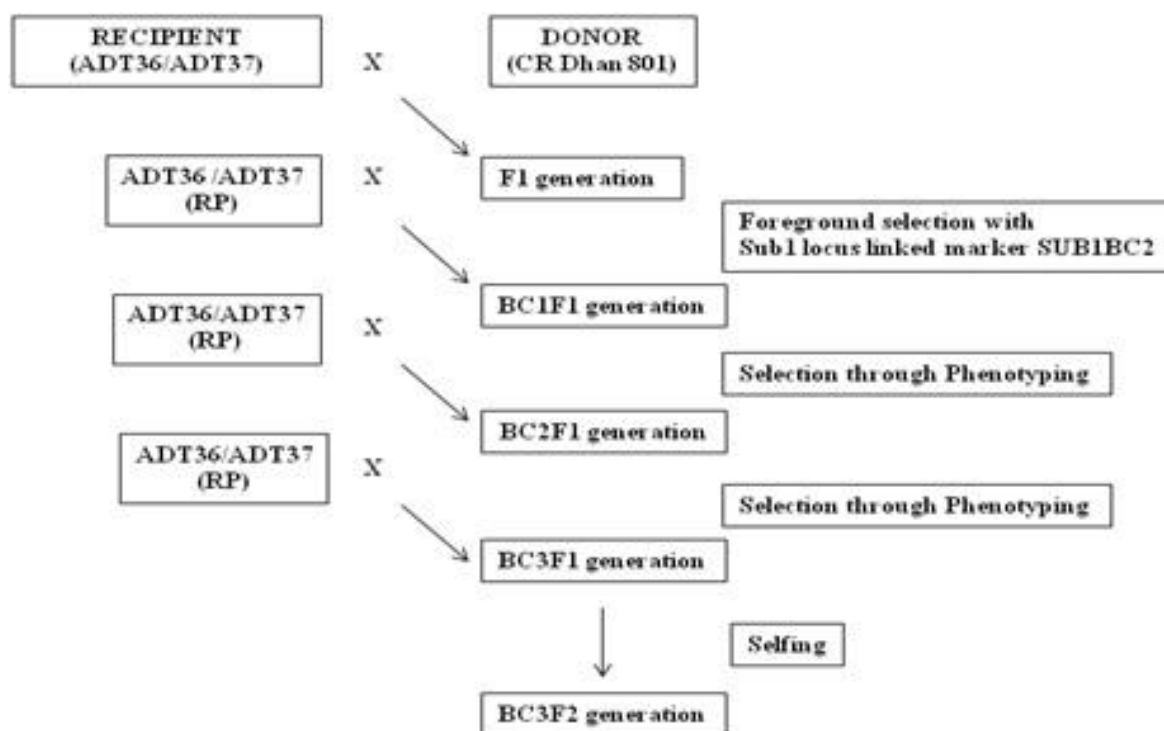 RECIPIENT
(ADT36/ADT37)
X
DONOR
(CR Dhan 801)
ADT36 /ADT37
(RP)
X
F1 generation
Foreground selection with
Sub1 locus linked marker SUB1BC2
BC1F1 generation
ADT36/ADT37
(RP)
X
Selection through Phenotyping
BC2F1 generation
ADT36/ADT37
(RP)
X
Selection through Phenotyping
BC3F1 generation
Selfing
BC3F2 generation